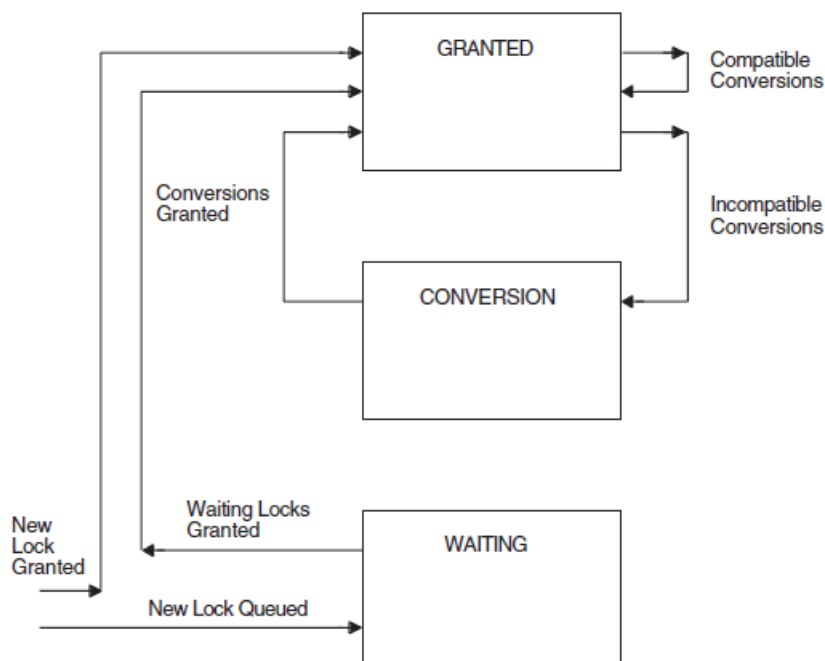 GRANTED
Compatible
Conversions
Conversions
Granted
Incompatible
Conversions
CONVERSION
Waiting Locks
Granted
New
Lock
Granted
WAITING
New Lock Queued